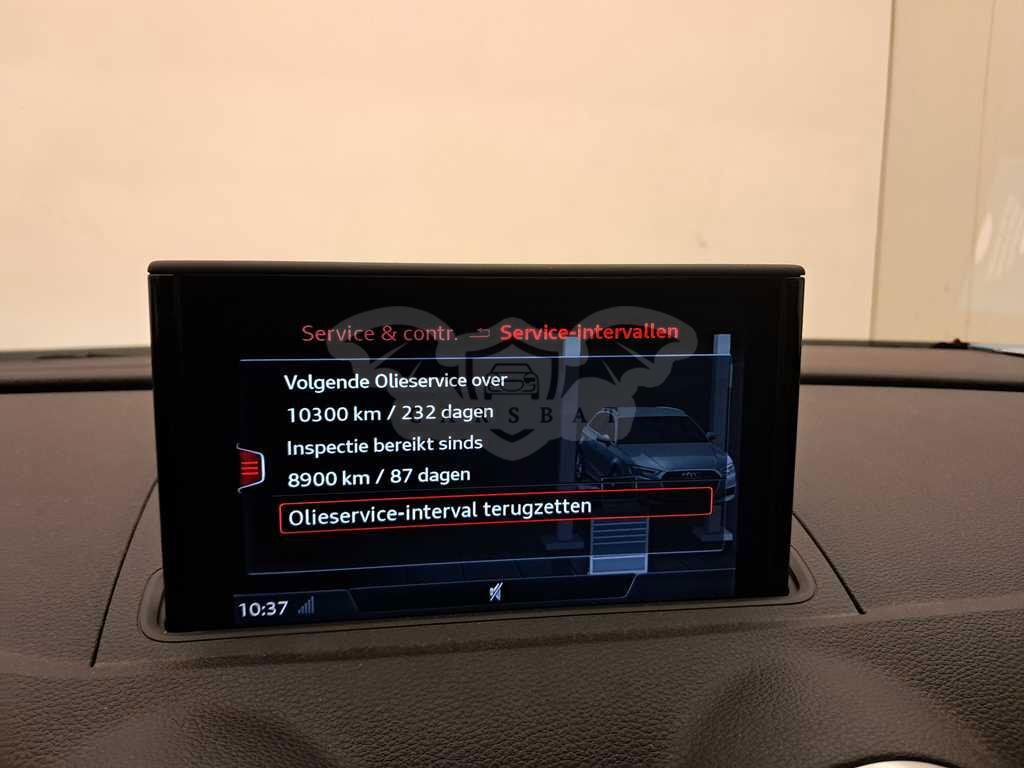 Service & contr. Service-intervallen
Volgende Olieservice over
10300 km / 232 dagen
CARSBAT
Inspectie bereikt sinds
8900 km / 87 dagen
Olieservice-interval terugzetten
10:37